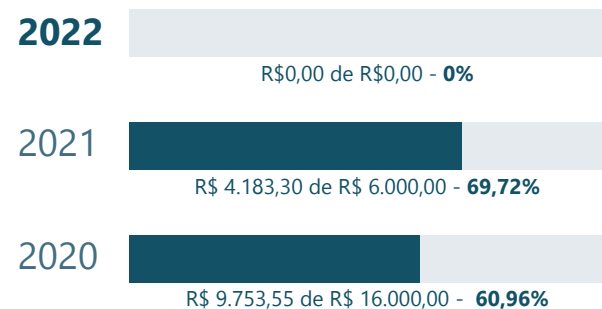 2022
R$0,00 de R$0,00 - 0%
2021
R$ 4.183,30 de R$ 6.000,00 - 69,72%
2020
R$ 9.753,55 de R$ 16.000,00 - 60,96%